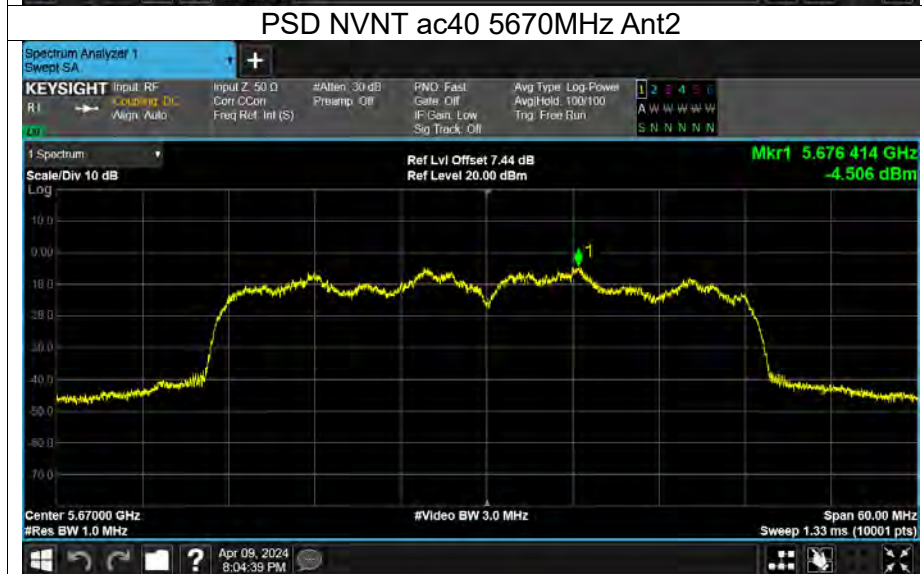 PSD NVNT ac40 5670MHz Ant2
Spectrum Analyzer 1
Swept SA
+
KEYSIGHT Input: RF Input Z: 50 Ω #Atten: 30 dB PNO: Fast Avg Type: Log-Power 1 2 3 4 5 6
R L Coupling: DC Corr CCorr Preamp: Off Gate: Off Avg|Hold: 100/100 A W W W W W
Align: Auto Freq Ref: Int (S) IF Gain: Low Trig: Free Run S N N N N N
Sig Track: Off
1 Spectrum Ref Lvl Offset 7.44 dB Mkr1 5.676 414 GHz
Scale/Div 10 dB Ref Level 20.00 dBm -4.506 dBm
Log
10.0
0.00
1
-10.0
-20.0
-30.0
-40.0
-50.0
-60.0
-70.0
Center 5.67000 GHz #Video BW 3.0 MHz Span 60.00 MHz
#Res BW 1.0 MHz Sweep 1.33 ms (10001 pts)
? Apr 09, 2024
8:04:39 PM